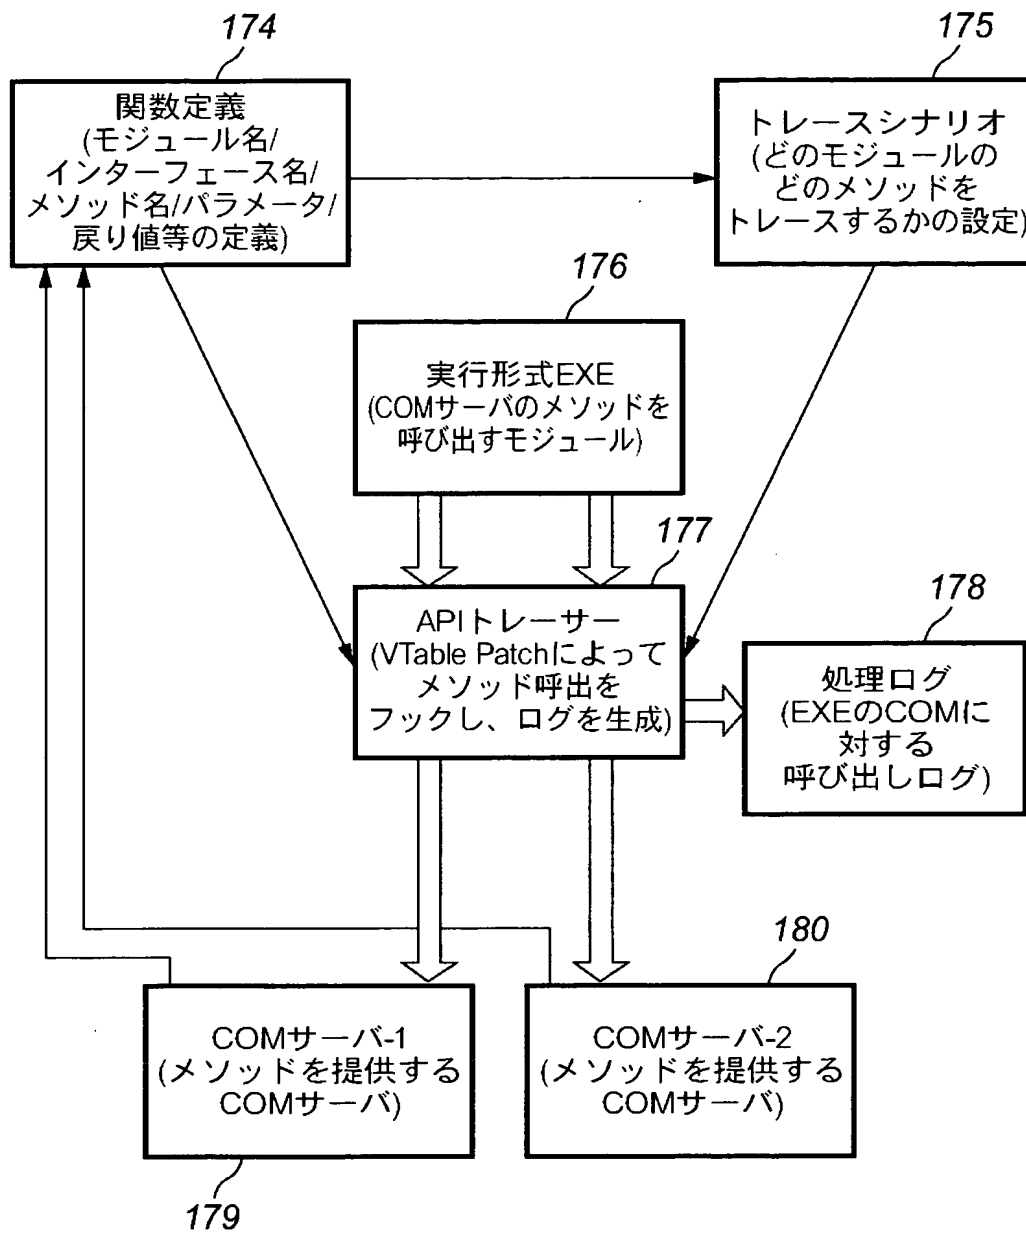 174
関数定義
(モジュール名/
インターフェース名/
メソッド名/パラメータ/
戻り値等の定義)
175
トレースシナリオ
(どのモジュールの
どのメソッドを
トレースするかの設定)
176
実行形式EXE
(COMサーバのメソッドを
呼び出すモジュール)
177
APIトレーサー
(VTable Patchによって
メソッド呼出を
フックし、ログを生成)
178
処理ログ
(EXEのCOMに
対する
呼び出しログ)
COMサーバ-1
(メソッドを提供する
COMサーバ)
179
180
COMサーバ-2
(メソッドを提供する
COMサーバ)